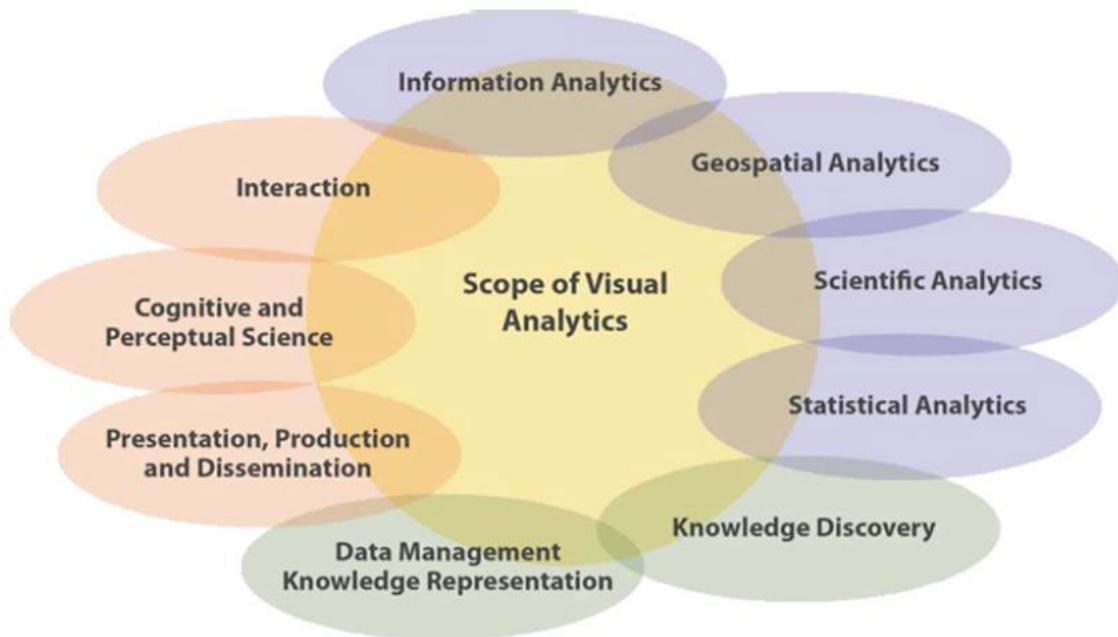 Information Analytics
Geospatial Analytics
Interaction
Scientific Analytics
Scope of Visual
Analytics
Cognitive and
Perceptual Science
Statistical Analytics
Presentation, Production
and Dissemination
Knowledge Discovery
Data Management
Knowledge Representation